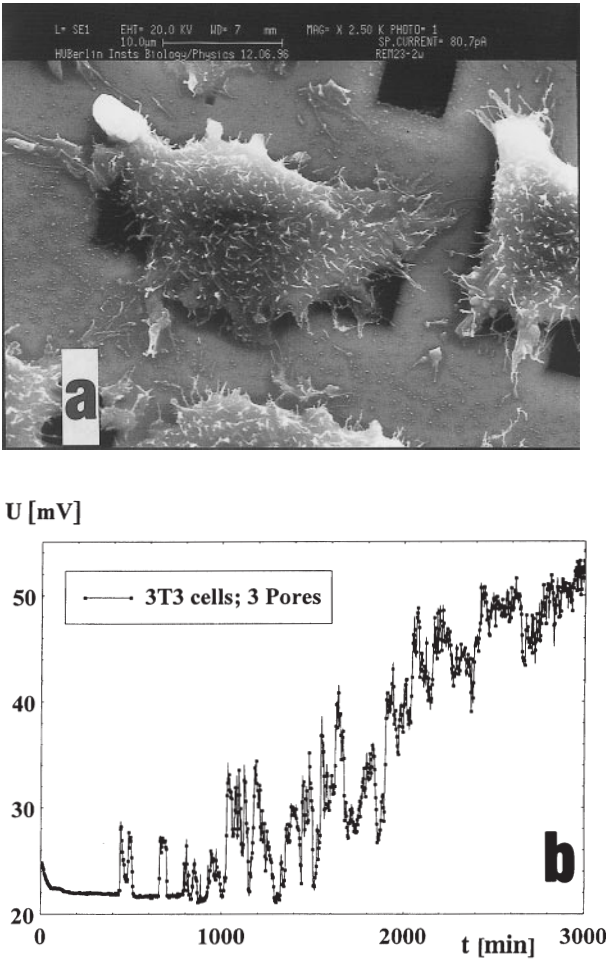 L= SE1 EHT= 20.0 KV WD= 7 mm MAG= X 2.50 K PHOTO= 1
10.0µm SP.CURRENT= 80.7pA
HUBerlin Insts Biology/Physics 12.06.96 REM23-2w
a
U [mV]
3T3 cells; 3 Pores
50
40
30
20
b
0 1000 2000 3000
t [min]